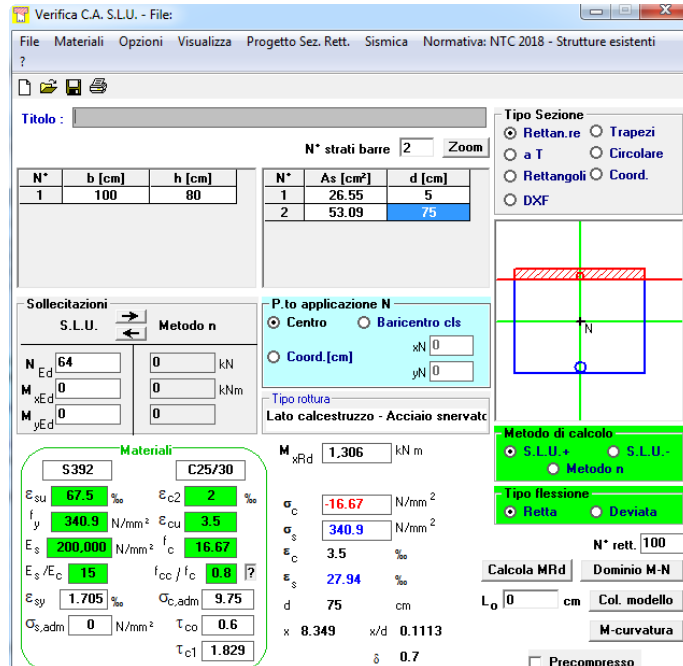 Verifica C.A. S.L.U. - File:
File Materiali Opzioni Visualizza Progetto Sez. Rett. Sismica Normativa: NTC 2018 - Strutture esistenti
?
Titolo :
N° strati barre 2 Zoom
N° b [cm] h [cm]
1 100 80
N° As [cm²] d [cm]
1 26.55 5
2 53.09 75
Tipo Sezione
Rettan.re Trapezi
a T Circolare
Rettangoli Coord.
DXF
N
Sollecitazioni
S.L.U. Metodo n
N Ed 64 0 kN
M xEd 0 0 kNm
M yEd 0 0
P.to applicazione N
Centro Baricentro cls
Coord.[cm] xN 0
yN 0
Tipo rottura
Lato calcestruzzo - Acciaio snervato
Metodo di calcolo
S.L.U.+ S.L.U.-
Metodo n
Tipo flessione
Retta Deviata
Materiali
S392 C25/30
εsu 67.5 ‰ εc2 2 ‰
fy 340.9 N/mm² εcu 3.5
Es 200,000 N/mm² fc 16.67
Es /Ec 15 fcc / fc 0.8 ?
εsy 1.705 ‰ σc,adm 9.75
σs,adm 0 N/mm² τco 0.6
τc1 1.829
M xRd 1,306 kN m
σc -16.67 N/mm²
σs 340.9 N/mm²
εc 3.5 ‰
εs 27.94 ‰
d 75 cm
x 8.349 x/d 0.1113
δ 0.7
N° rett. 100
Calcola MRd Dominio M-N
Lo 0 cm Col. modello
M-curvatura
Precompresso